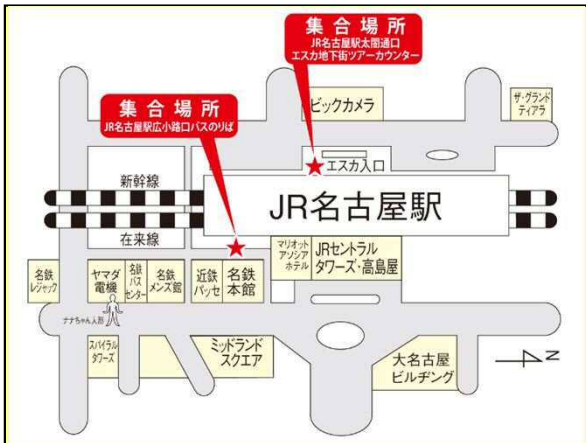 集合場所
JR名古屋駅太閤通口
エスカ地下街ツアーカウンター
集合場所
JR名古屋駅広小路口バスのりば
ビックカメラ
ザ・グランド
ティアラ
エスカ入口
新幹線
JR名古屋駅
在来線
名鉄
レジャック
ヤマダ
電機
名鉄
バス
センター
名鉄
メンズ館
近鉄
パッセ
名鉄
本館
マリオット
アソシア
ホテル
JRセントラル
タワーズ・高島屋
ナナちゃん人形
スパイラル
タワーズ
ミッドランド
スクエア
大名古屋
ビルヂング
N